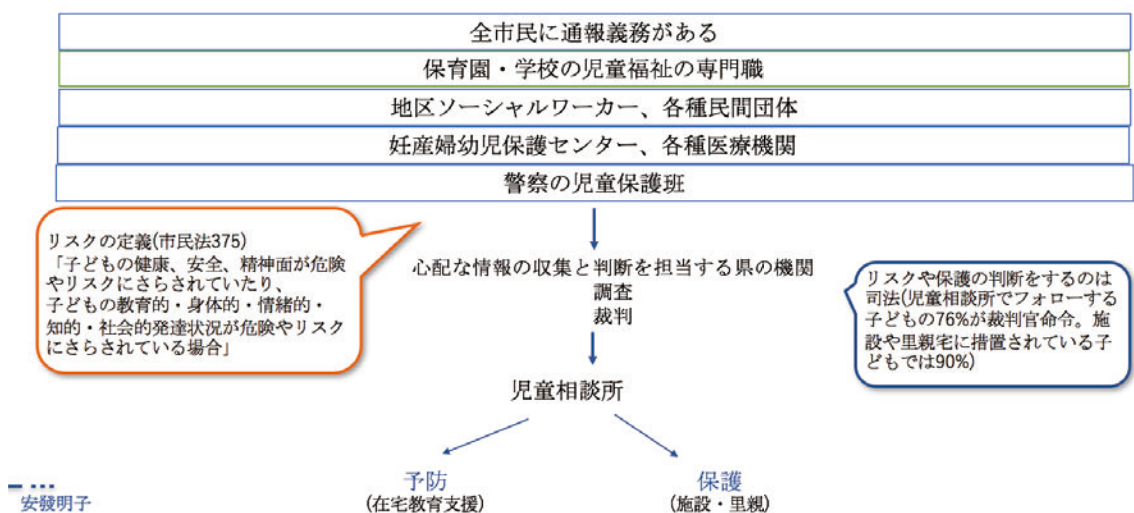 全市民に通報義務がある
保育園・学校の児童福祉の専門職
地区ソーシャルワーカー、各種民間団体
妊産婦幼児保護センター、各種医療機関
警察の児童保護班
リスクの定義(市民法375)
「子どもの健康、安全、精神面が危険
やリスクにさらされていたり、
子どもの教育的・身体的・情緒的・
知的・社会的発達状況が危険やリスク
にさらされている場合」
心配な情報の収集と判断を担当する県の機関
調査
裁判
リスクや保護の判断をするのは
司法(児童相談所でフォローする
子どもの76%が裁判官命令。施
設や里親宅に措置されている子
どもでは90%)
児童相談所
予防
(在宅教育支援)
保護
(施設・里親)
安發明子